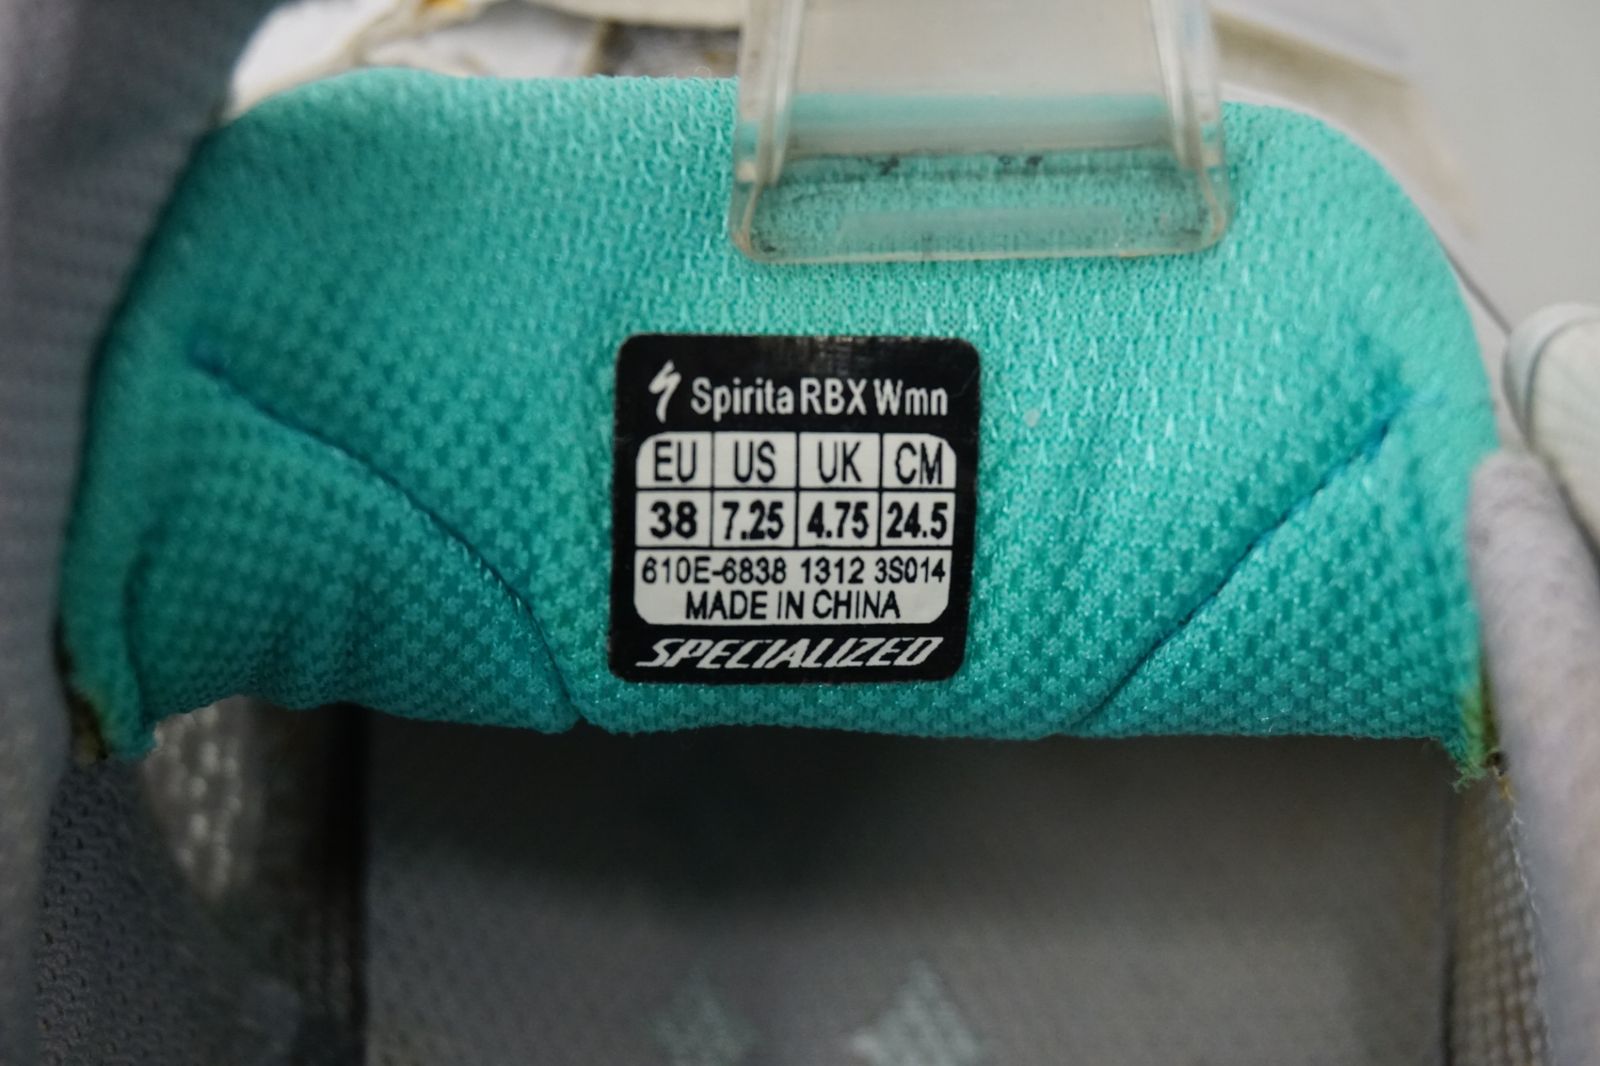 Spirita RBX Wmn
EU US UK CM
38 7.25 4.75 24.5
610E-6838 1312 3S014
MADE IN CHINA
SPECIALIZED